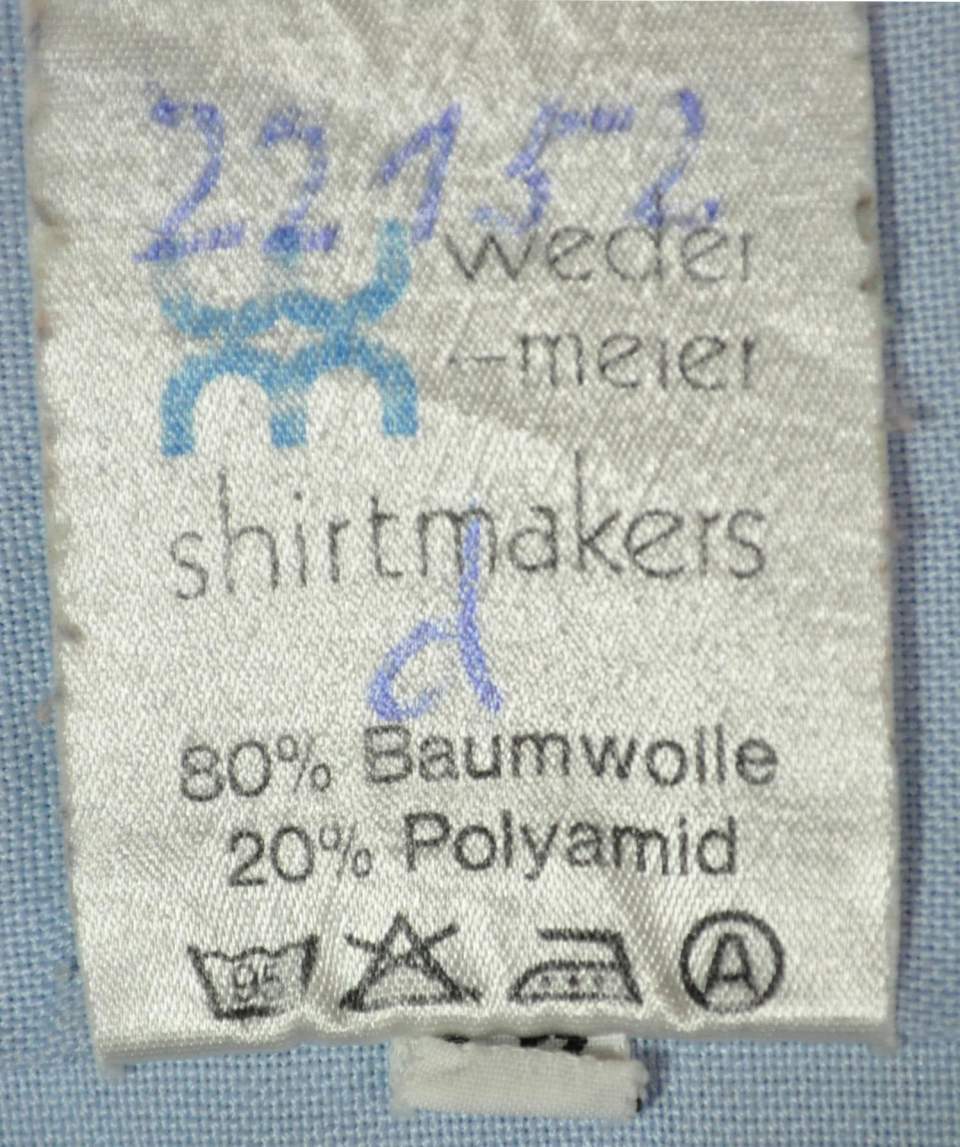 22152
weder
-meier
shirtmakers
d
80% Baumwolle
20% Polyamid
95 A